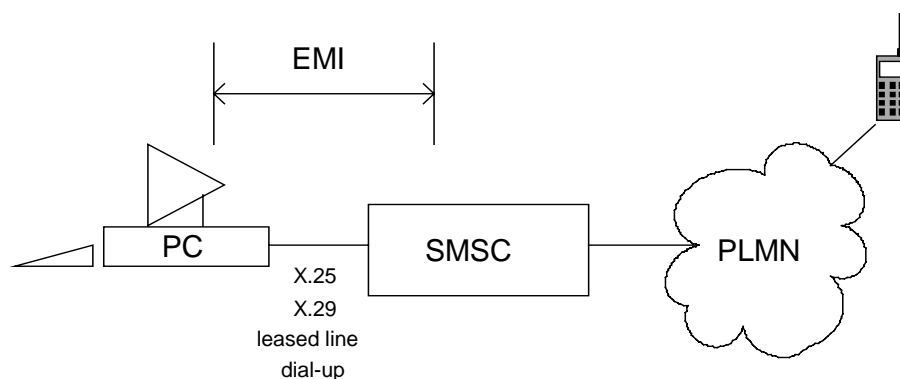 EMI
PC
SMSC
PLMN
X.25
X.29
leased line
dial-up